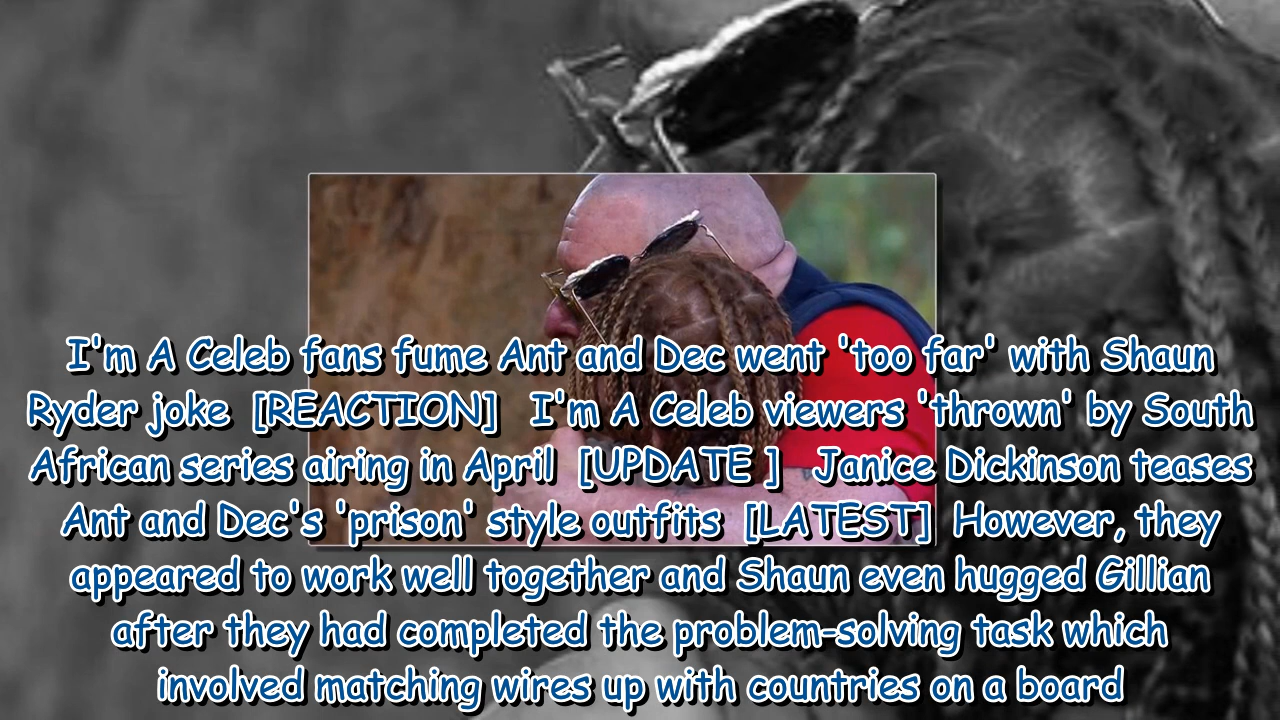 I'm A Celeb fans fume Ant and Dec went 'too far' with Shaun
Ryder joke [REACTION] I'm A Celeb viewers 'thrown' by South
African series airing in April [UPDATE ] Janice Dickinson teases
Ant and Dec's 'prison' style outfits [LATEST] However, they
appeared to work well together and Shaun even hugged Gillian
after they had completed the problem-solving task which
involved matching wires up with countries on a board